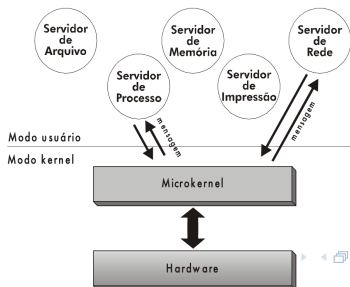 Servidor
de
Arquivo
Servidor
de
Memória
Servidor
de
Rede
Servidor
de
Processo
Servidor
de
Impressão
mensagem
mensagem
Modo usuário
Modo kernel
Microkernel
Hardware